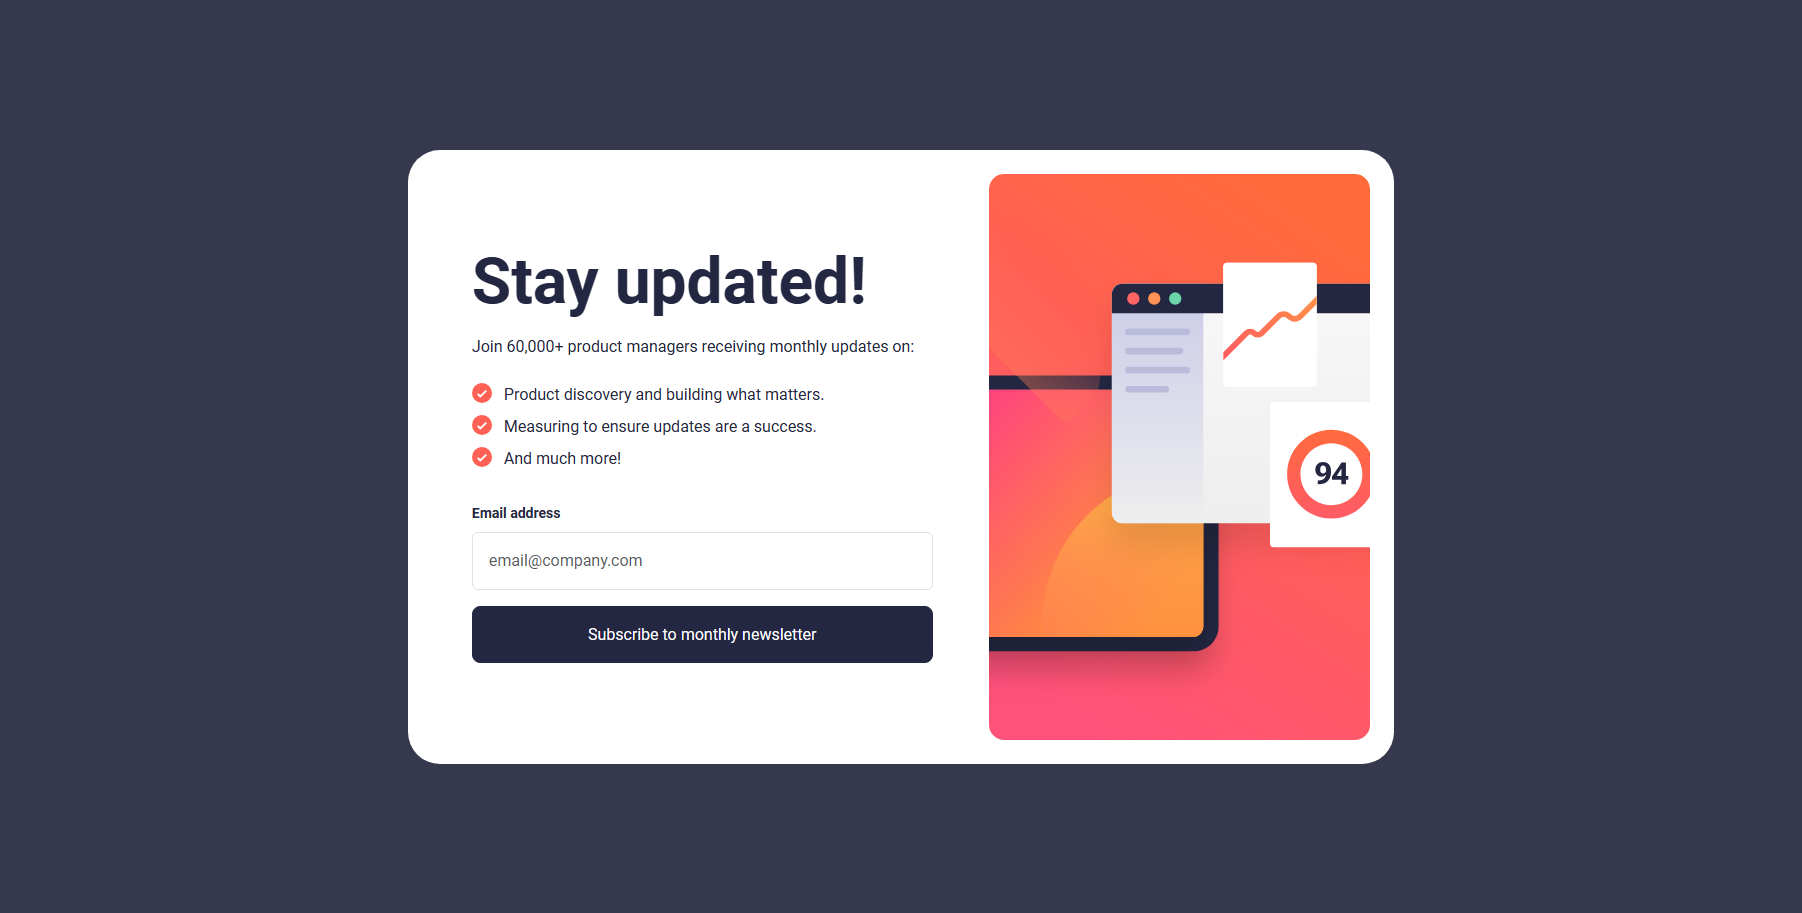 Stay updated!
Join 60,000+ product managers receiving monthly updates on:
Product discovery and building what matters.
Measuring to ensure updates are a success.
And much more!
Email address
email@company.com
Subscribe to monthly newsletter
94